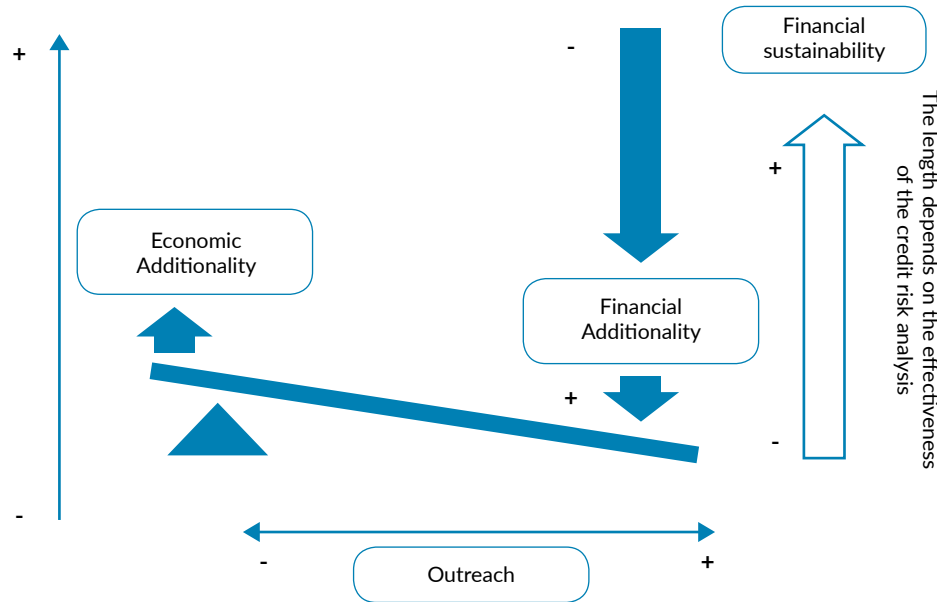 +
-
Financial
sustainability
+
The length depends on the effectiveness
of the credit risk analysis
Economic
Additionality
Financial
Additionality
+
-
-
-
+
Outreach